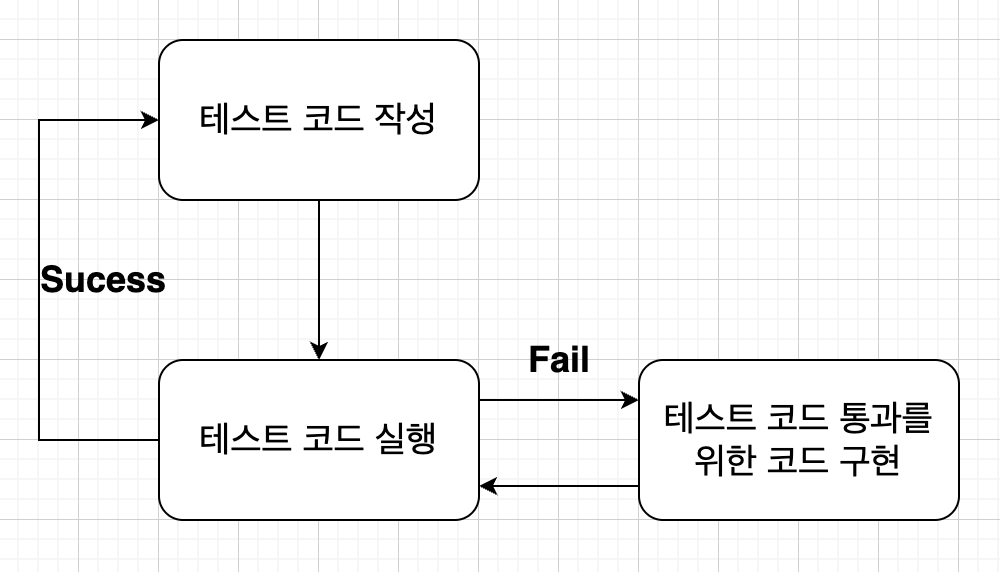 테스트 코드 작성
Sucess
Fail
테스트 코드 실행
테스트 코드 통과를
위한 코드 구현